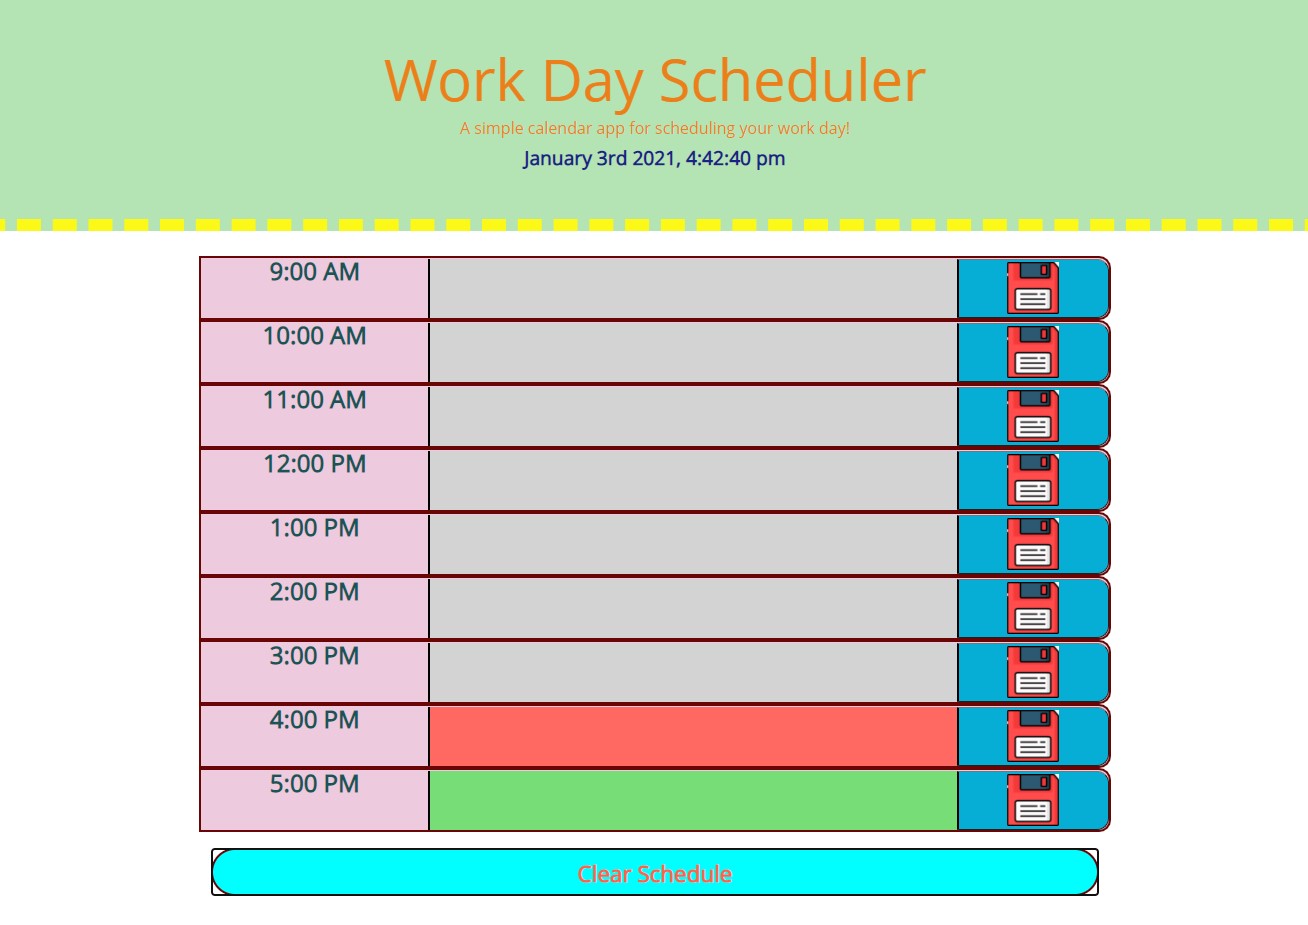 Work Day Scheduler
A simple calendar app for scheduling your work day!
January 3rd 2021, 4:42:40 pm
9:00 AM
10:00 AM
11:00 AM
12:00 PM
1:00 PM
2:00 PM
3:00 PM
4:00 PM
5:00 PM
Clear Schedule